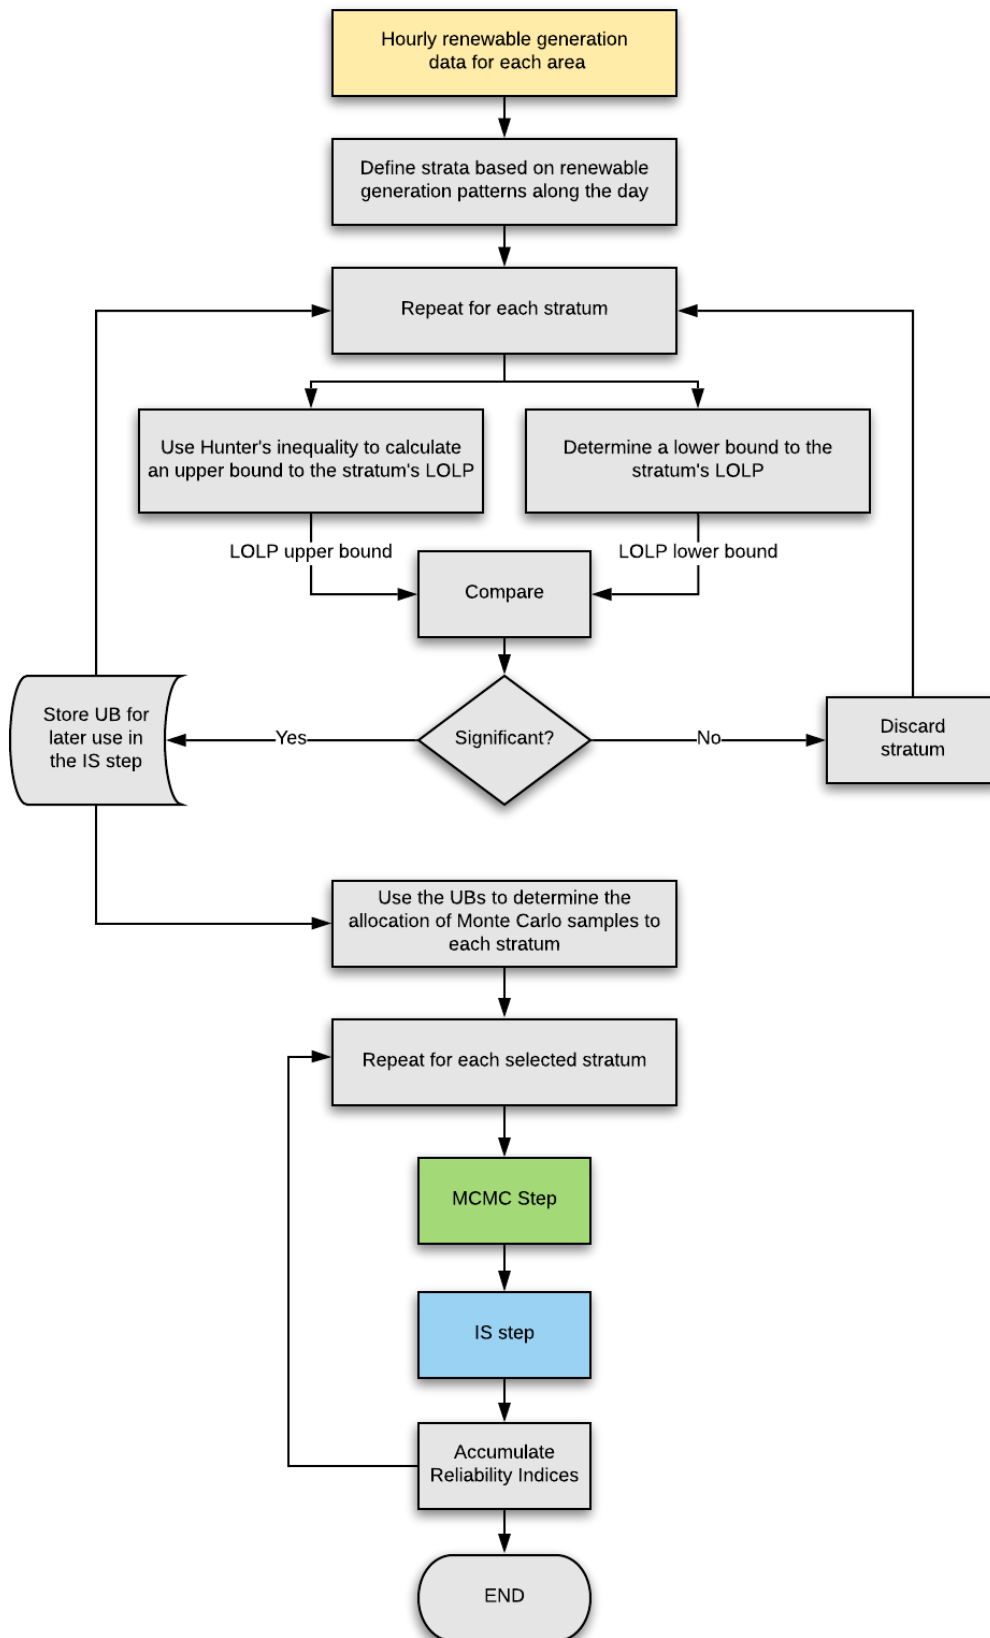 Hourly renewable generation
data for each area
Define strata based on renewable
generation patterns along the day
Repeat for each stratum
Use Hunter's inequality to calculate
an upper bound to the stratum's LOLP
Determine a lower bound to the
stratum's LOLP
LOLP upper bound
LOLP lower bound
Compare
Store UB for
later use in
the IS step
Yes
Significant?
No
Discard
stratum
Use the UBs to determine the
allocation of Monte Carlo samples to
each stratum
Repeat for each selected stratum
MCMC Step
IS step
Accumulate
Reliability Indices
END